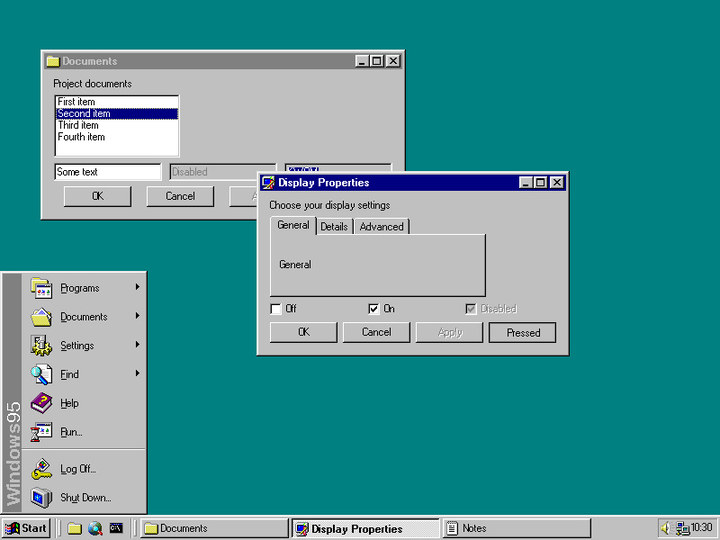 Documents
Project documents
First item
Second item
Third item
Fourth item
Some text
Disabled
OK
Cancel
Display Properties
Choose your display settings
General
Details
Advanced
General
Off
On
Disabled
OK
Cancel
Apply
Pressed
Programs
Documents
Settings
Find
Help
Run...
Log Off...
Shut Down...
Windows95
Start
Documents
Display Properties
Notes
10:30